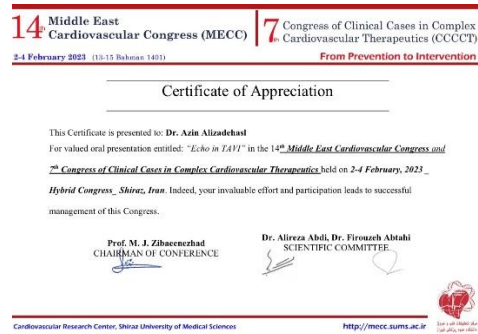 14th Middle East
Cardiovascular Congress (MECC)
7th Congress of Clinical Cases in Complex
Cardiovascular Therapeutics (CCCCT)
2-4 February 2023 (13-15 Bahman 1401)
From Prevention to Intervention
Certificate of Appreciation
This Certificate is presented to: Dr. Azin Alizadehasl
For valued oral presentation entitled: "Echo in TAVI" in the 14th Middle East Cardiovascular Congress and
7th Congress of Clinical Cases in Complex Cardiovascular Therapeutics held on 2-4 February, 2023 _
Hybrid Congress_ Shiraz, Iran. Indeed, your invaluable effort and participation leads to successful
management of this Congress.
Prof. M. J. Zibaeenezhad
CHAIRMAN OF CONFERENCE
Dr. Alireza Abdi, Dr. Firouzeh Abtahi
SCIENTIFIC COMMITTEE
Cardiovascular Research Center, Shiraz University of Medical Sciences
http://mecc.sums.ac.ir